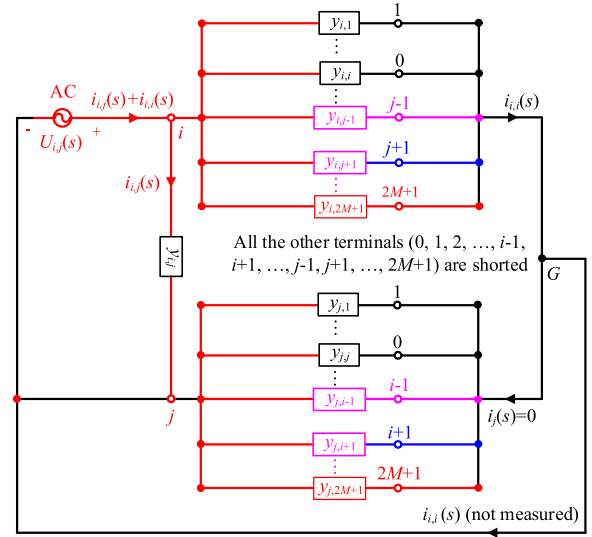 1
y_{i,1}
⋮
0
y_{i,i}
⋮
AC
i_{i,j}(s)+i_{i,i}(s)
j-1
i_{i,i}(s)
y_{i,j-1}
- +
i
U_{i,j}(s)
j+1
y_{i,j+1}
i_{i,j}(s)
2M+1
y_{i,2M+1}
All the other terminals (0, 1, 2, …, i-1,
i+1, …, j-1, j+1, …, 2M+1) are shorted
G
y_{i,j}
1
y_{j,1}
⋮
0
y_{j,j}
⋮
i-1
y_{j,i-1}
j
i_j(s)=0
i+1
y_{j,i+1}
2M+1
y_{j,2M+1}
i_{i,i}(s) (not measured)